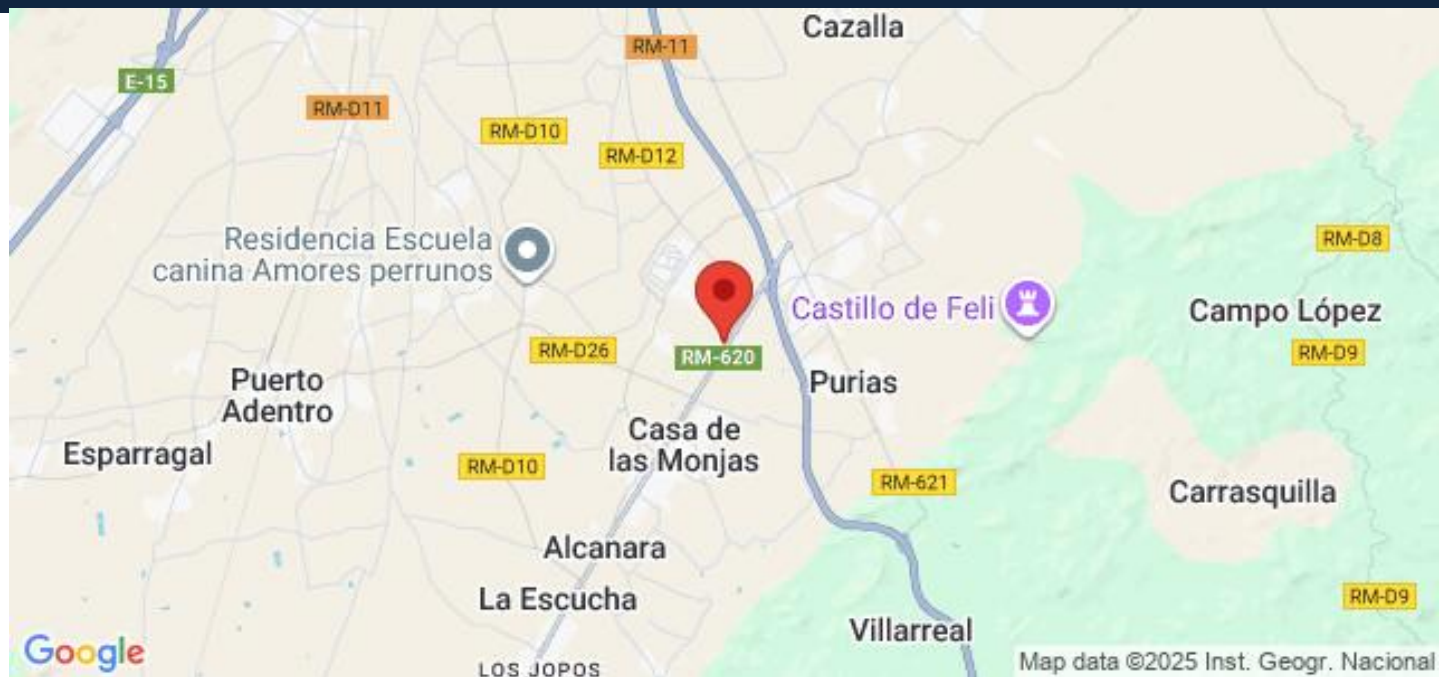 Cazalla
RM-11
E-15
RM-D11
RM-D10
RM-D12
Residencia Escuela
canina Amores perrunos
RM-D8
Castillo de Feli
Campo López
RM-D26
RM-620
RM-D9
Puerto
Adentro
Purias
Esparragal
Casa de
las Monjas
RM-D10
RM-621
Carrasquilla
Alcanara
La Escucha
RM-D9
Villarreal
Google
LOS JOPOS
Map data ©2025 Inst. Geogr. Nacional